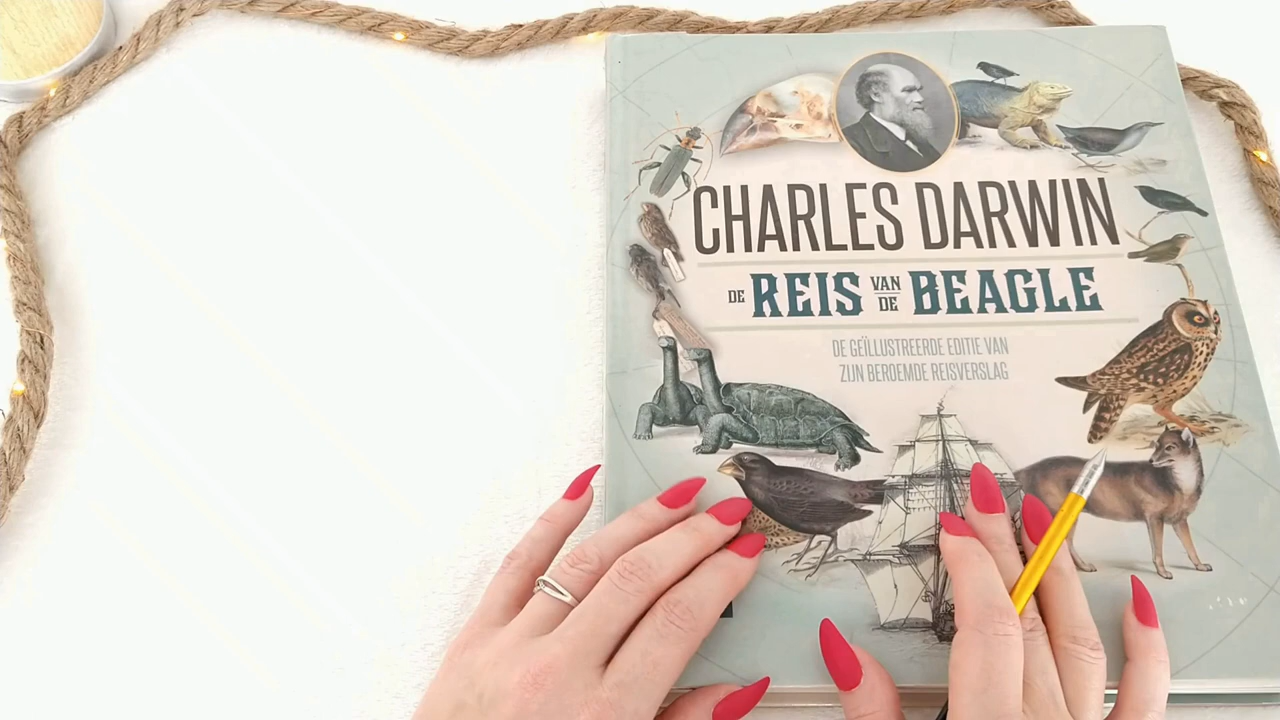 CHARLES DARWIN
DE REIS VAN DE BEAGLE
DE GEÏLLUSTREERDE EDITIE VAN
ZIJN BEROEMDE REISVERSLAG